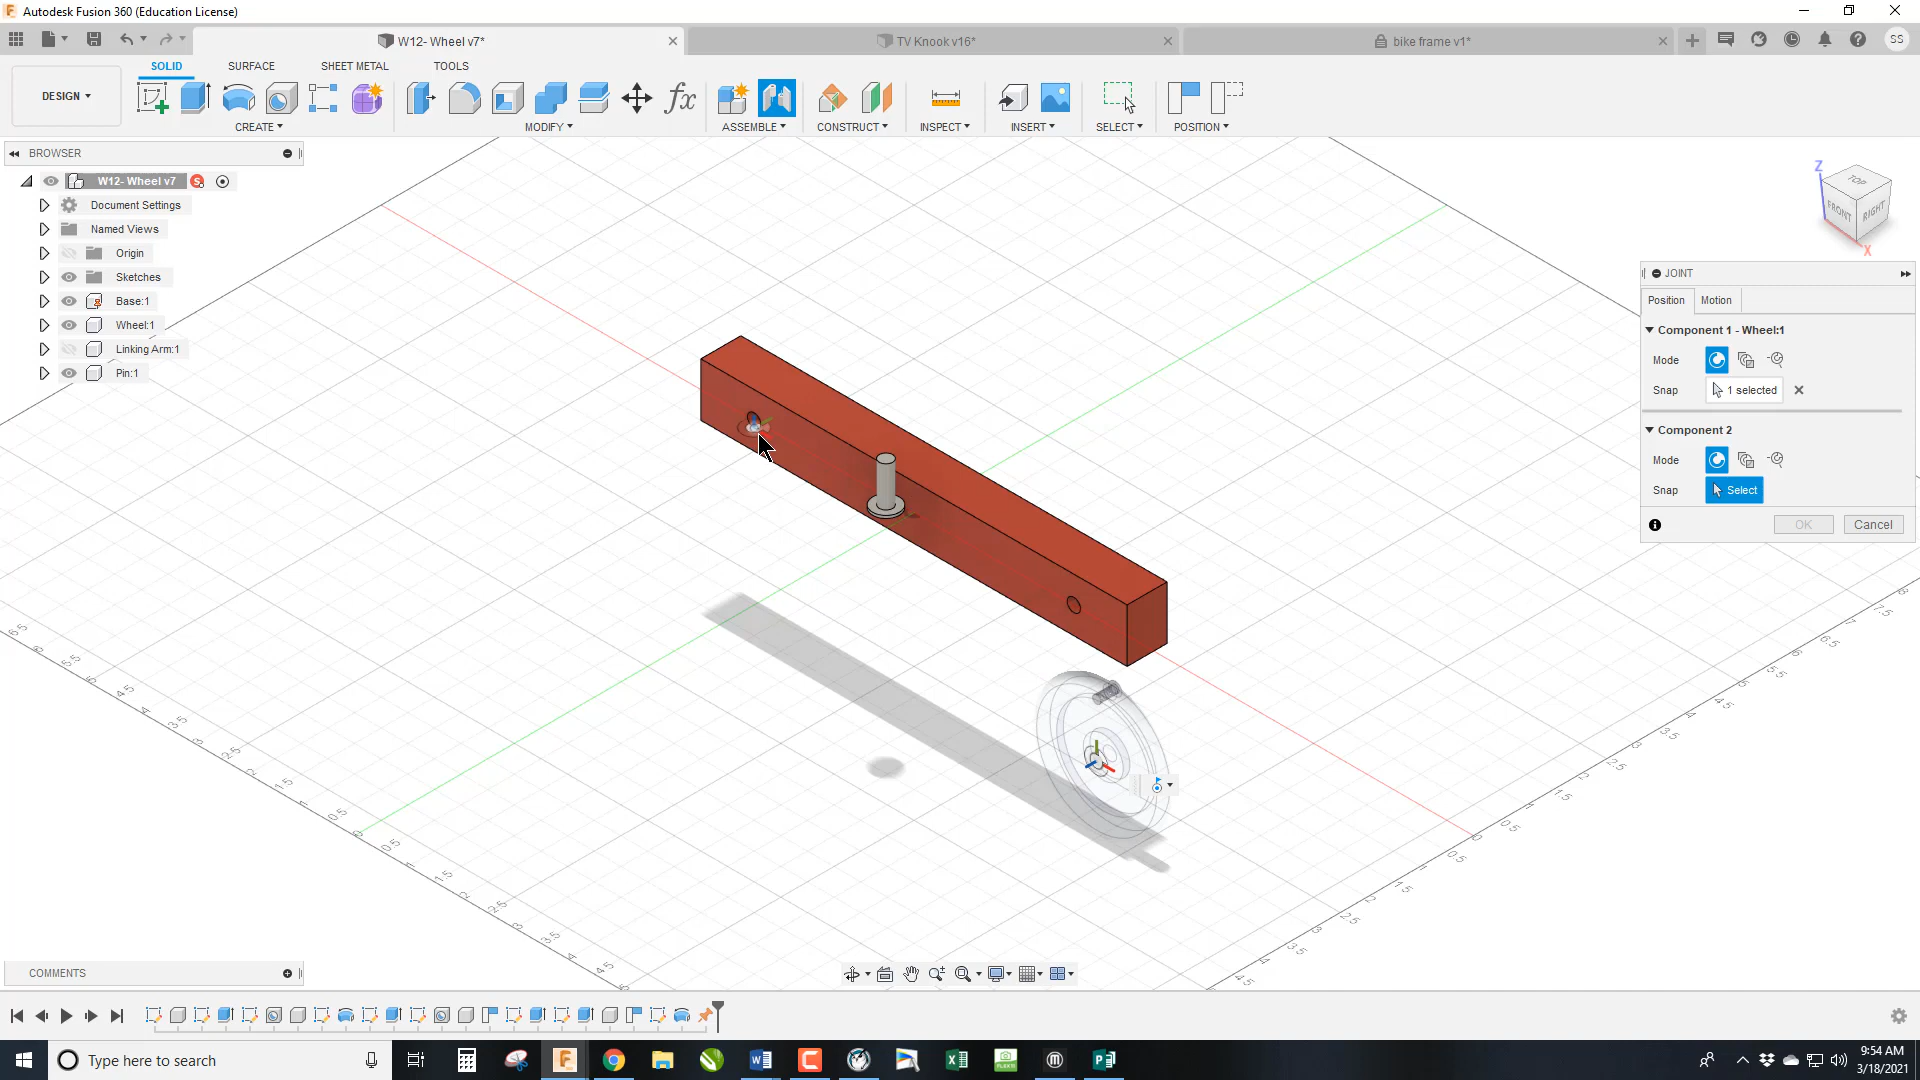 Autodesk Fusion 360 (Education License)
W12- Wheel v7*
TV Knook v16*
bike frame v1*
SS
SOLID
SURFACE
SHEET METAL
TOOLS
DESIGN
CREATE
MODIFY
ASSEMBLE
CONSTRUCT
INSPECT
INSERT
SELECT
POSITION
BROWSER
W12- Wheel v7
Document Settings
Named Views
Origin
Sketches
Base:1
Wheel:1
Linking Arm:1
Pin:1
Z
TOP
FRONT
RIGHT
X
JOINT
Position
Motion
Component 1 - Wheel:1
Mode
Snap
1 selected
Component 2
Mode
Snap
Select
OK
Cancel
COMMENTS
Type here to search
9:54 AM
3/18/2021